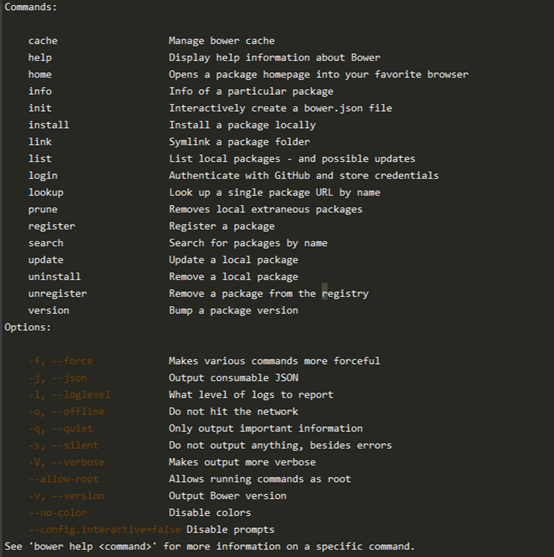 Commands:
cache Manage bower cache
help Display help information about Bower
home Opens a package homepage into your favorite browser
info Info of a particular package
init Interactively create a bower.json file
install Install a package locally
link Symlink a package folder
list List local packages - and possible updates
login Authenticate with GitHub and store credentials
lookup Look up a single package URL by name
prune Removes local extraneous packages
register Register a package
search Search for packages by name
update Update a local package
uninstall Remove a local package
unregister Remove a package from the registry
version Bump a package version
Options:
-f, --force Makes various commands more forceful
-j, --json Output consumable JSON
-l, --loglevel What level of logs to report
-o, --offline Do not hit the network
-q, --quiet Only output important information
-s, --silent Do not output anything, besides errors
-V, --verbose Makes output more verbose
--allow-root Allows running commands as root
-v, --version Output Bower version
--no-color Disable colors
--config.interactive=false Disable prompts
See 'bower help <command>' for more information on a specific command.